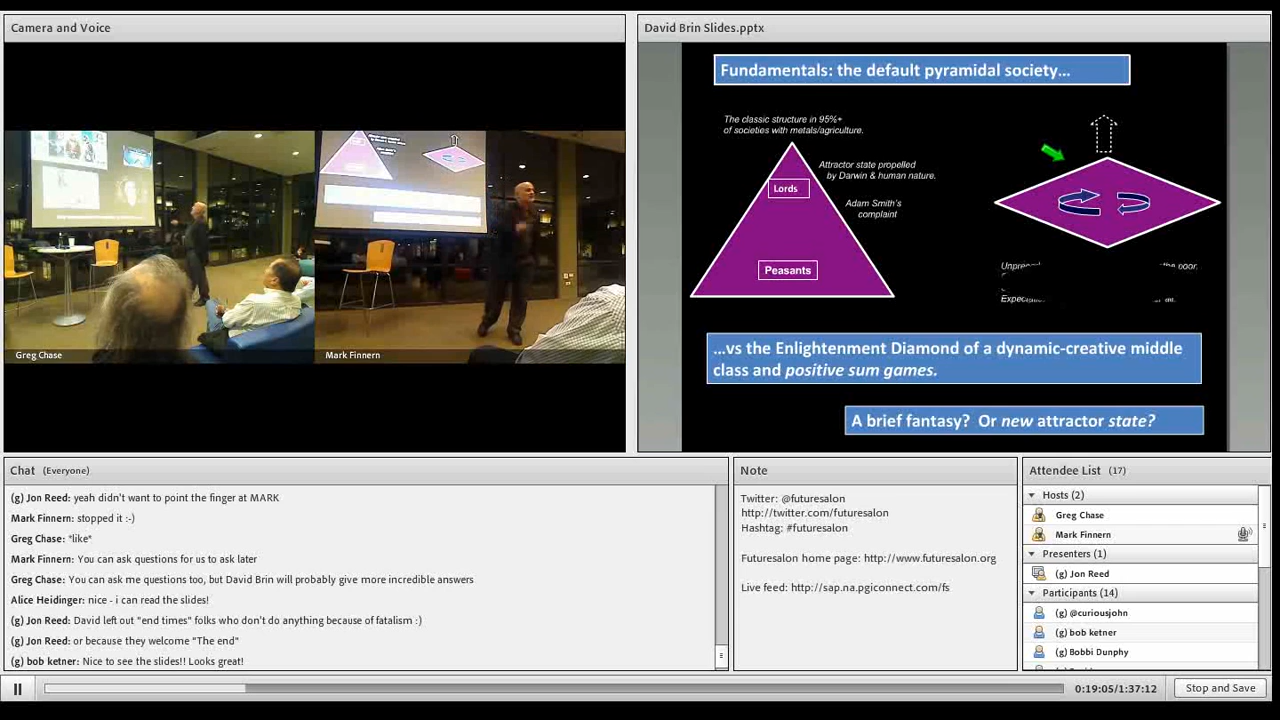 Camera and Voice
Greg Chase
Mark Finnern
David Brin Slides.pptx
Fundamentals: the default pyramidal society...
The classic structure in 95%+
of societies with metals/agriculture.
Attractor state propelled
by Darwin & human nature.
Lords
Adam Smith's
complaint
Peasants
the poor.
...vs the Enlightenment Diamond of a dynamic-creative middle
class and positive sum games.
A brief fantasy? Or new attractor state?
Chat (Everyone)
(g) Jon Reed: yeah didn't want to point the finger at MARK
Mark Finnern: stopped it :-)
Greg Chase: "like"
Mark Finnern: You can ask questions for us to ask later
Greg Chase: You can ask me questions too, but David Brin will probably give more incredible answers
Alice Heidinger: nice - i can read the slides!
(g) Jon Reed: David left out "end times" folks who don't do anything because of fatalism :)
(g) Jon Reed: or because they welcome "The end"
(g) bob ketner: Nice to see the slides!! Looks great!
Note
Twitter: @futuresalon
http://twitter.com/futuresalon
Hashtag: #futuresalon
Futuresalon home page: http://www.futuresalon.org
Live feed: http://sap.na.pgiconnect.com/fs
Attendee List (17)
Hosts (2)
Greg Chase
Mark Finnern
Presenters (1)
(g) Jon Reed
Participants (14)
(g) @curiousjohn
(g) bob ketner
(g) Bobbi Dunphy
0:19:05/1:37:12
Stop and Save